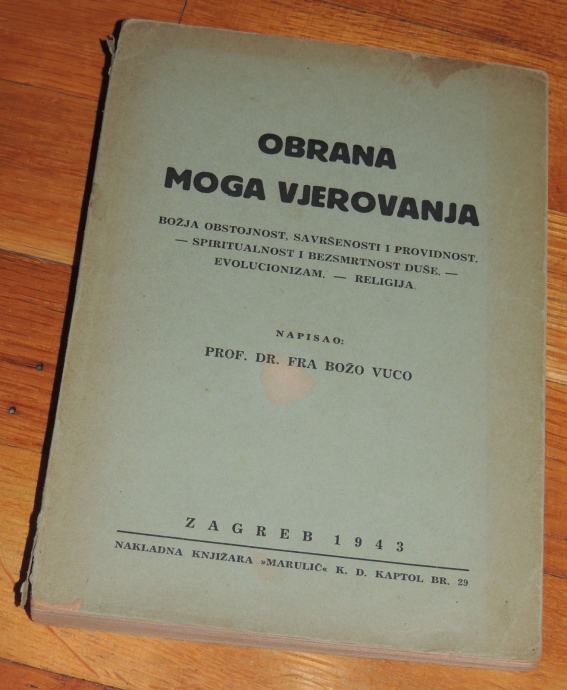 OBRANA
MOGA VJEROVANJA
BOŽJA OBSTOJNOST, SAVRŠENOSTI I PROVIDNOST.
— SPIRITUALNOST I BEZSMRTNOST DUŠE. —
EVOLUCIONIZAM. — RELIGIJA.
NAPISAO:
PROF. DR. FRA BOŽO VUCO
ZAGREB 1943
NAKLADNA KNJIŽARA »MARULIĆ« K. D. KAPTOL BR. 29